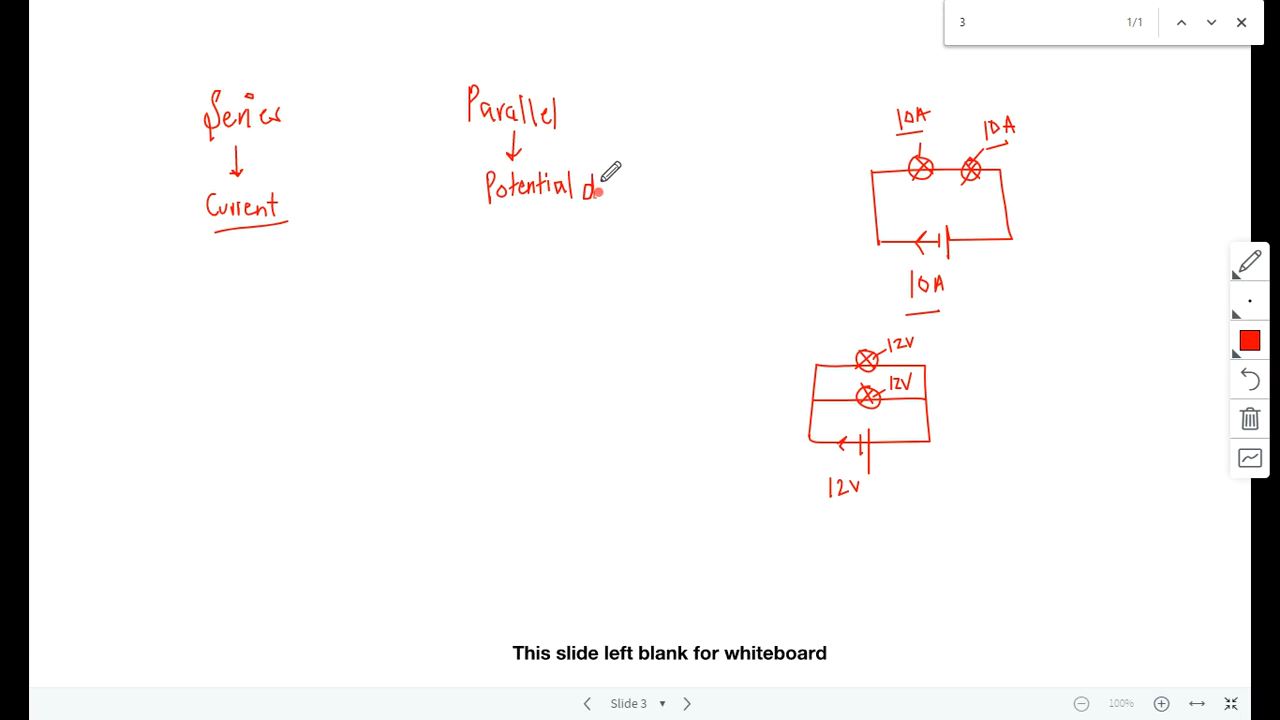 3
1/1
Series
Parallel
Current
Potential d
10A
10A
10A
12V
12V
12V
This slide left blank for whiteboard
Slide 3
100%